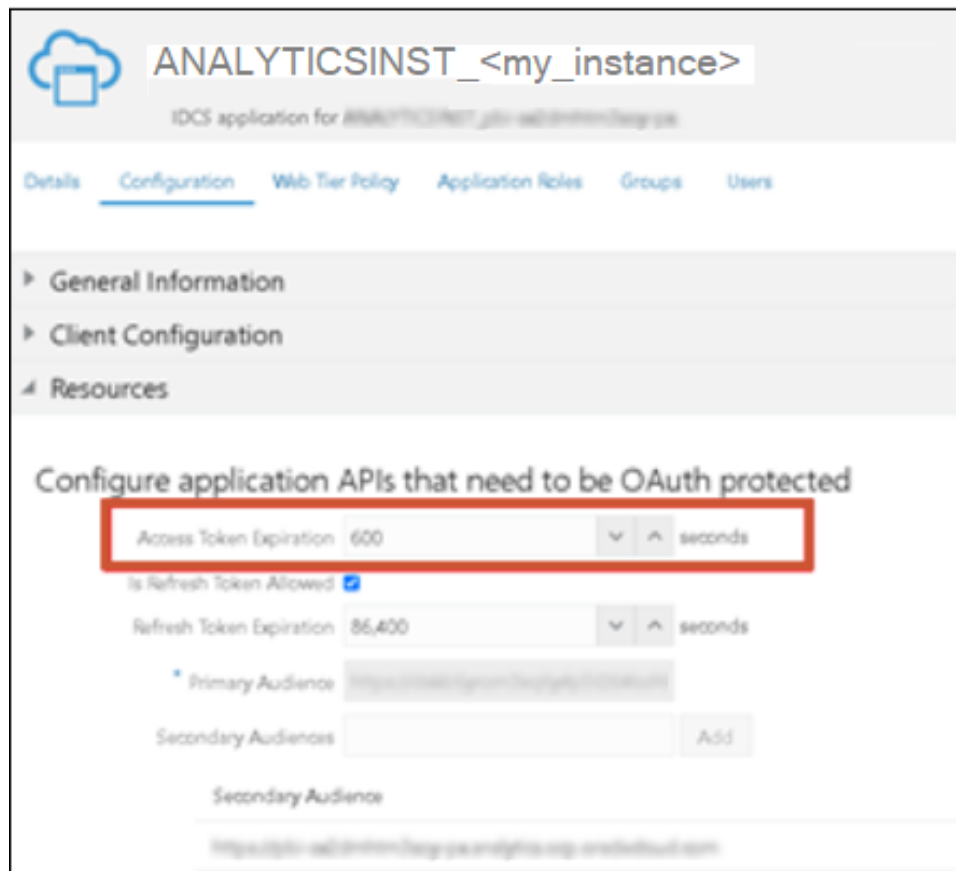 ANALYTICSINST_<my_instance>
IDCS application for
Details Configuration Web Tier Policy Application Roles Groups Users
General Information
Client Configuration
Resources
Configure application APIs that need to be OAuth protected
Access Token Expiration 600 seconds
Is Refresh Token Allowed
Refresh Token Expiration 86,400 seconds
* Primary Audience
Secondary Audiences Add
Secondary Audience